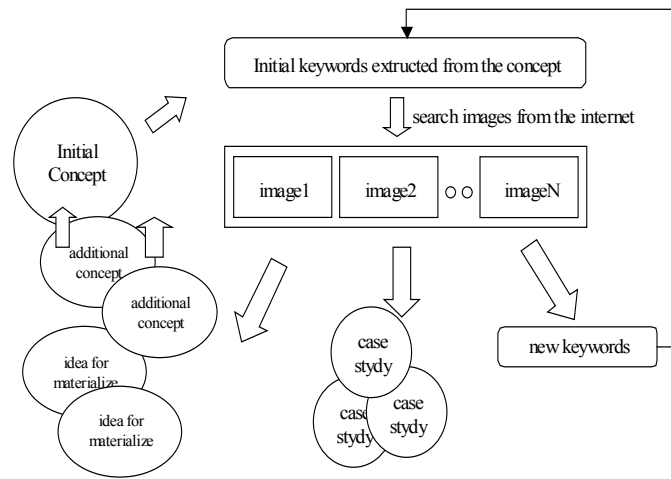 Initial keywords extructed from the concept
search images from the internet
Initial
Concept
image1
image2
imageN
additional
concept
additional
concept
idea for
materialize
idea for
materialize
case
stydy
case
stydy
case
stydy
new keywords